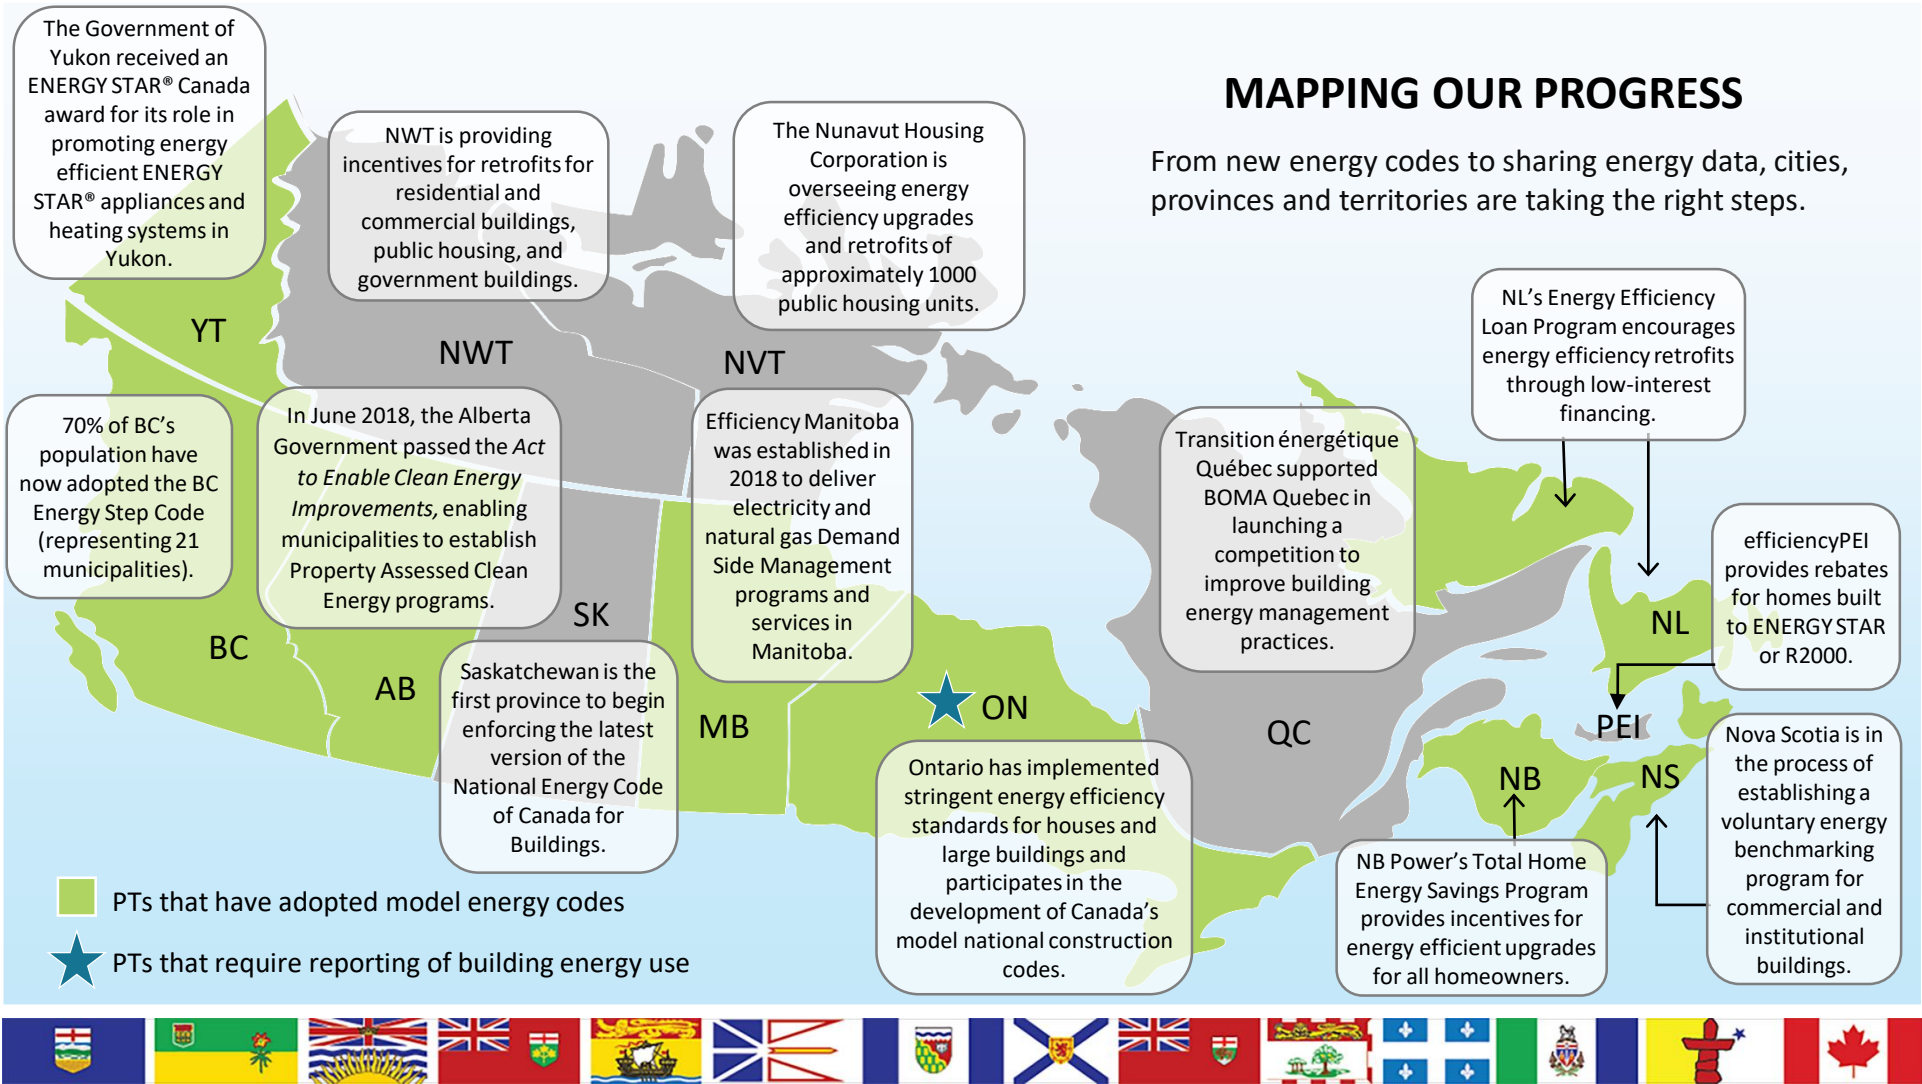 The Government of
Yukon received an
ENERGY STAR® Canada
award for its role in
promoting energy
efficient ENERGY
STAR® appliances and
heating systems in
Yukon.
NWT is providing
incentives for retrofits for
residential and
commercial buildings,
public housing, and
government buildings.
The Nunavut Housing
Corporation is
overseeing energy
efficiency upgrades
and retrofits of
approximately 1000
public housing units.
MAPPING OUR PROGRESS
From new energy codes to sharing energy data, cities,
provinces and territories are taking the right steps.
NL's Energy Efficiency
Loan Program encourages
energy efficiency retrofits
through low-interest
financing.
YT
NWT
NVT
70% of BC's
population have
now adopted the BC
Energy Step Code
(representing 21
municipalities).
In June 2018, the Alberta
Government passed the Act
to Enable Clean Energy
Improvements, enabling
municipalities to establish
Property Assessed Clean
Energy programs.
Efficiency Manitoba
was established in
2018 to deliver
electricity and
natural gas Demand
Side Management
programs and
services in
Manitoba.
Transition énergétique
Québec supported
BOMA Quebec in
launching a
competition to
improve building
energy management
practices.
efficiencyPEI
provides rebates
for homes built
to ENERGY STAR
or R2000.
SK
BC
AB
MB
ON
QC
NL
PEI
NB
NS
Saskatchewan is the
first province to begin
enforcing the latest
version of the
National Energy Code
of Canada for
Buildings.
Ontario has implemented
stringent energy efficiency
standards for houses and
large buildings and
participates in the
development of Canada's
model national construction
codes.
NB Power's Total Home
Energy Savings Program
provides incentives for
energy efficient upgrades
for all homeowners.
Nova Scotia is in
the process of
establishing a
voluntary energy
benchmarking
program for
commercial and
institutional
buildings.
PTs that have adopted model energy codes
PTs that require reporting of building energy use